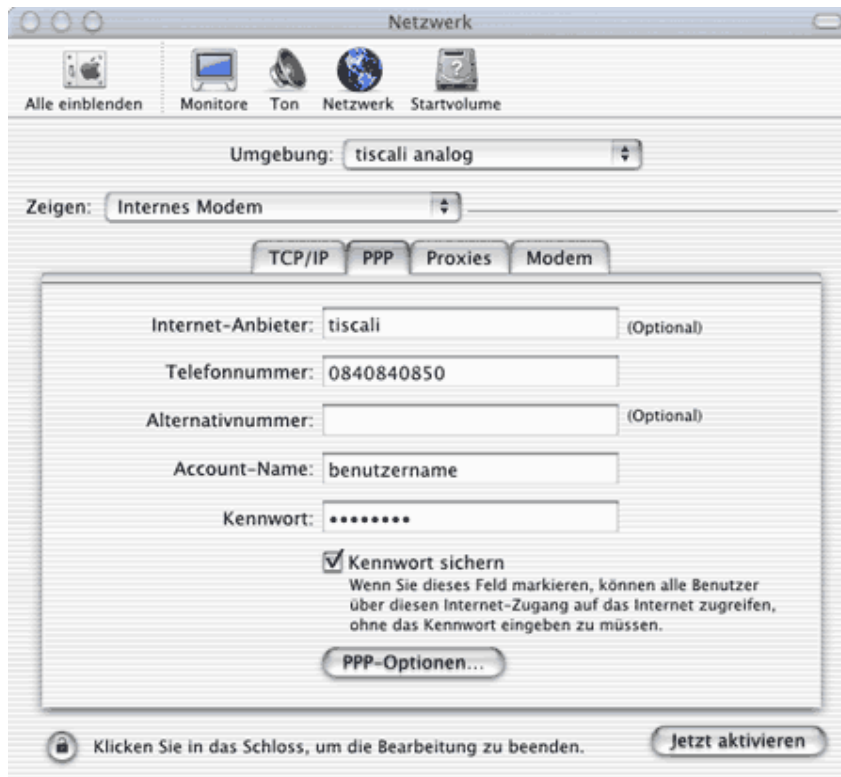 Netzwerk
Alle einblenden Monitore Ton Netzwerk Startvolume
Umgebung: tiscali analog
Zeigen: Internes Modem
TCP/IP PPP Proxies Modem
Internet-Anbieter: tiscali (Optional)
Telefonnummer: 0840840850
Alternativnummer: (Optional)
Account-Name: benutzername
Kennwort: ••••••••
Kennwort sichern
Wenn Sie dieses Feld markieren, können alle Benutzer
über diesen Internet-Zugang auf das Internet zugreifen,
ohne das Kennwort eingeben zu müssen.
PPP-Optionen...
Klicken Sie in das Schloss, um die Bearbeitung zu beenden. Jetzt aktivieren